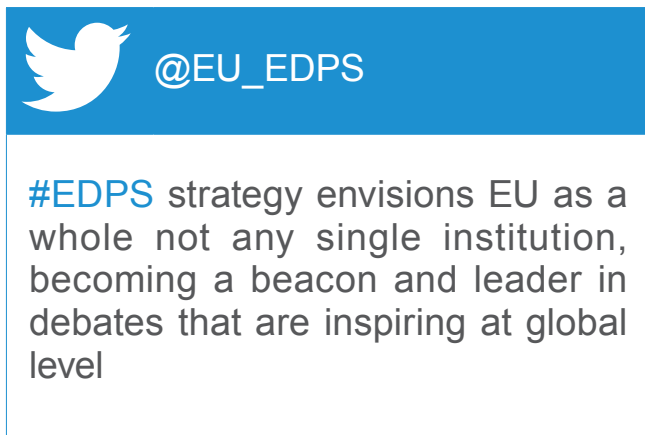 @EU_EDPS
#EDPS strategy envisions EU as a
whole not any single institution,
becoming a beacon and leader in
debates that are inspiring at global
level